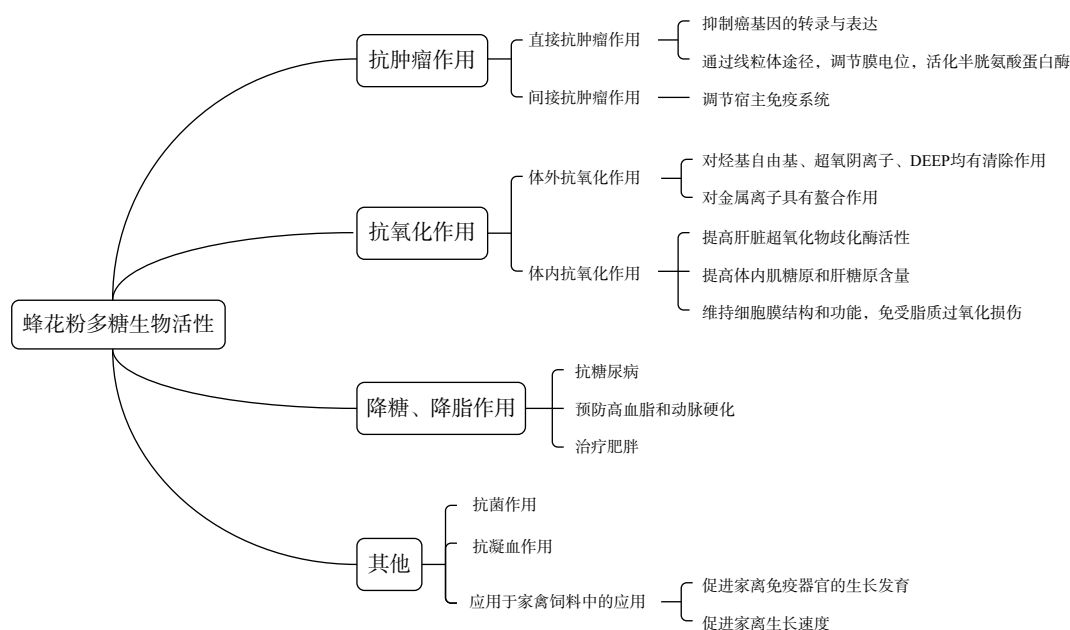 蜂花粉多糖生物活性
抗肿瘤作用
直接抗肿瘤作用
抑制癌基因的转录与表达
通过线粒体途径，调节膜电位，活化半胱氨酸蛋白酶
间接抗肿瘤作用
调节宿主免疫系统
抗氧化作用
体外抗氧化作用
对烃基自由基、超氧阴离子、DEEP均有清除作用
对金属离子具有螯合作用
体内抗氧化作用
提高肝脏超氧化物歧化酶活性
提高体内肌糖原和肝糖原含量
维持细胞膜结构和功能，免受脂质过氧化损伤
降糖、降脂作用
抗糖尿病
预防高血脂和动脉硬化
治疗肥胖
其他
抗菌作用
抗凝血作用
应用于家禽饲料中的应用
促进家离免疫器官的生长发育
促进家离生长速度